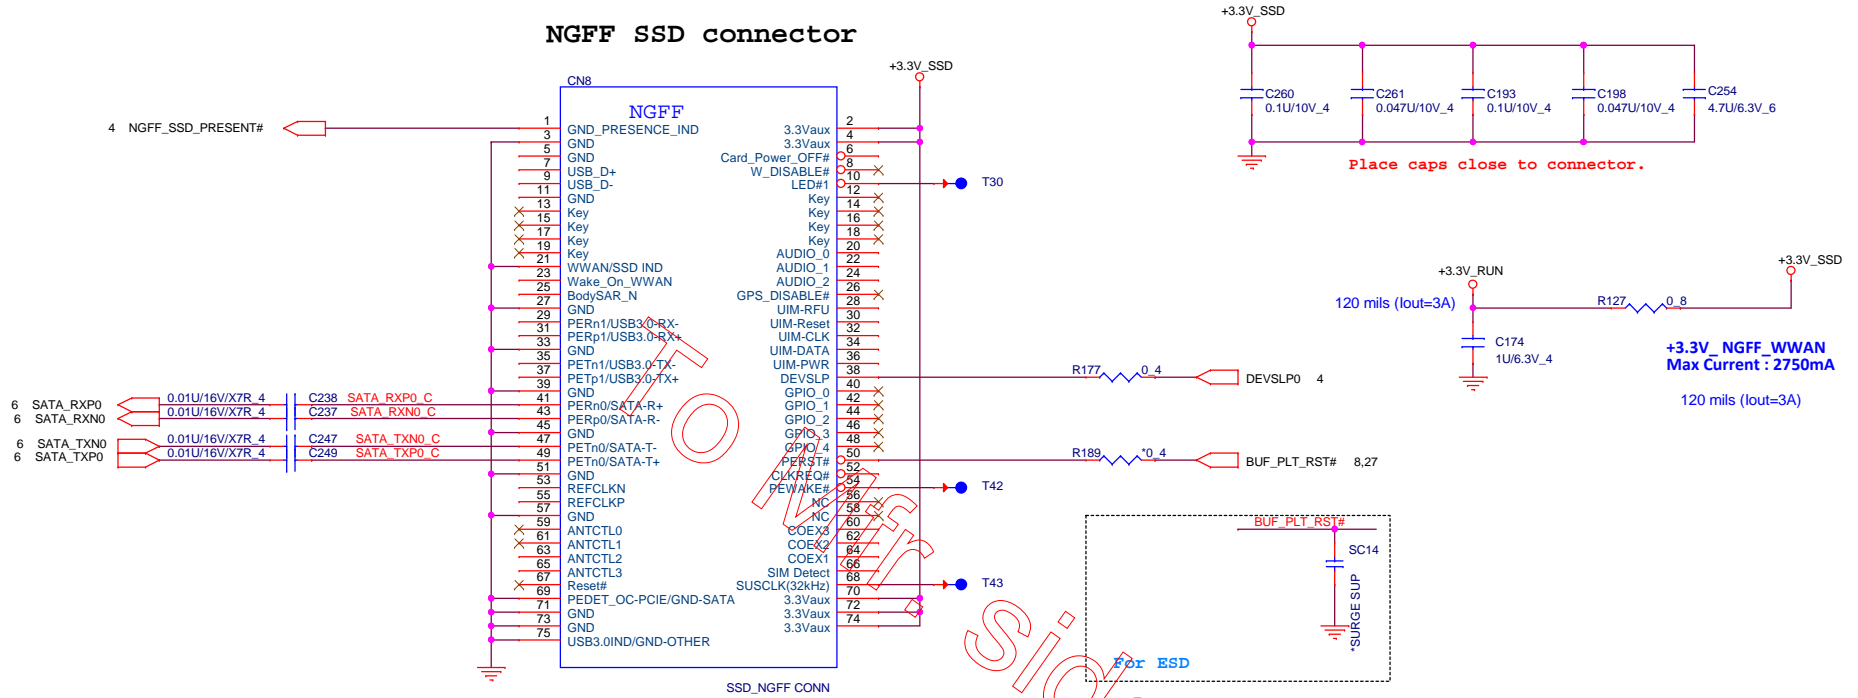 NGFF SSD connector
+3.3V_SSD
CN8
NGFF
+3.3V_SSD
4 NGFF_SSD_PRESENT#
1 GND_PRESENCE_IND
3 GND
5 GND
7 USB_D+
9 USB_D-
11 GND
13 Key
15 Key
17 Key
19 Key
21 WWAN/SSD IND
23 Wake_On_WWAN
25 BodySAR_N
27 GND
29 PERn1/USB3.0-RX-
31 PERp1/USB3.0-RX+
33 GND
35 PETn1/USB3.0-TX-
37 PETp1/USB3.0-TX+
39 GND
41 PERn0/SATA-R+
43 PERp0/SATA-R-
45 GND
47 PETn0/SATA-T-
49 PETn0/SATA-T+
51 GND
53 REFCLKN
55 REFCLKP
57 GND
59 ANTCTL0
61 ANTCTL1
63 ANTCTL2
65 ANTCTL3
67 Reset#
69 PEDET_OC-PCIE/GND-SATA
71 GND
73 GND
75 USB3.0IND/GND-OTHER
3.3Vaux 2
3.3Vaux 4
Card_Power_OFF# 6
W_DISABLE# 8
LED#1 10
Key 12
Key 14
Key 16
Key 18
AUDIO_0 20
AUDIO_1 22
AUDIO_2 24
GPS_DISABLE# 26
UIM-RFU 28
UIM-Reset 30
UIM-CLK 32
UIM-DATA 34
UIM-PWR 36
DEVSLP 38
GPIO_0 40
GPIO_1 42
GPIO_2 44
GPIO_3 46
GPIO_4 48
PERST# 50
CLKREQ# 52
PEWAKE# 54
NC 56
NC 58
COEX3 60
COEX2 62
COEX1 64
SIM Detect 66
SUSCLK(32kHz) 68
3.3Vaux 70
3.3Vaux 72
3.3Vaux 74
SSD_NGFF CONN
6 SATA_RXP0 0.01U/16V/X7R_4 C238 SATA_RXP0_C
6 SATA_RXN0 0.01U/16V/X7R_4 C237 SATA_RXN0_C
6 SATA_TXN0 0.01U/16V/X7R_4 C247 SATA_TXN0_C
6 SATA_TXP0 0.01U/16V/X7R_4 C249 SATA_TXP0_C
T30
R177 0_4 DEVSLP0 4
R189 *0_4 BUF_PLT_RST# 8,27
T42
T43
C260 C261 C193 C198 C254
0.1U/10V_4 0.047U/10V_4 0.1U/10V_4 0.047U/10V_4 4.7U/6.3V_6
Place caps close to connector.
+3.3V_RUN
+3.3V_SSD
120 mils (Iout=3A)
R127 0_8
C174
1U/6.3V_4
+3.3V_NGFF_WWAN
Max Current : 2750mA
120 mils (Iout=3A)
BUF_PLT_RST#
SC14
*SURGE SUP
For ESD